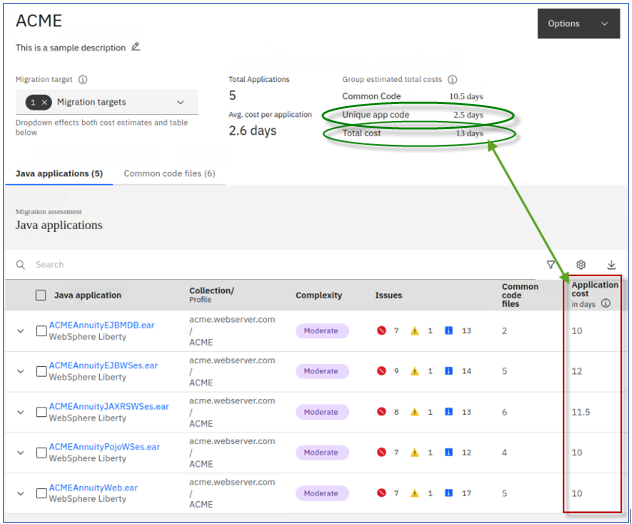 ACME
Options
This is a sample description
Migration target
1 × Migration targets
Dropdown effects both cost estimates and table
below
Total Applications
5
Avg. cost per application
2.6 days
Group estimated total costs
Common Code 10.5 days
Unique app code 2.5 days
Total cost 13 days
Java applications (5) Common code files (6)
Migration assessment
Java applications
Search
Java application
Collection/
Profile
Complexity
Issues
Common
code
files
Application
cost
in days
ACMEAnnuityEJBMDB.ear
WebSphere Liberty
acme.webserver.com
/
ACME
Moderate
7 1 13
2
10
ACMEAnnuityEJBWSes.ear
WebSphere Liberty
acme.webserver.com
/
ACME
Moderate
9 1 14
5
12
ACMEAnnuityJAXRSWSes.ear
WebSphere Liberty
acme.webserver.com
/
ACME
Moderate
8 1 13
6
11.5
ACMEAnnuityPojoWSes.ear
WebSphere Liberty
acme.webserver.com
/
ACME
Moderate
7 1 12
4
10
ACMEAnnuityWeb.ear
WebSphere Liberty
acme.webserver.com
/
ACME
Moderate
7 1 17
5
10